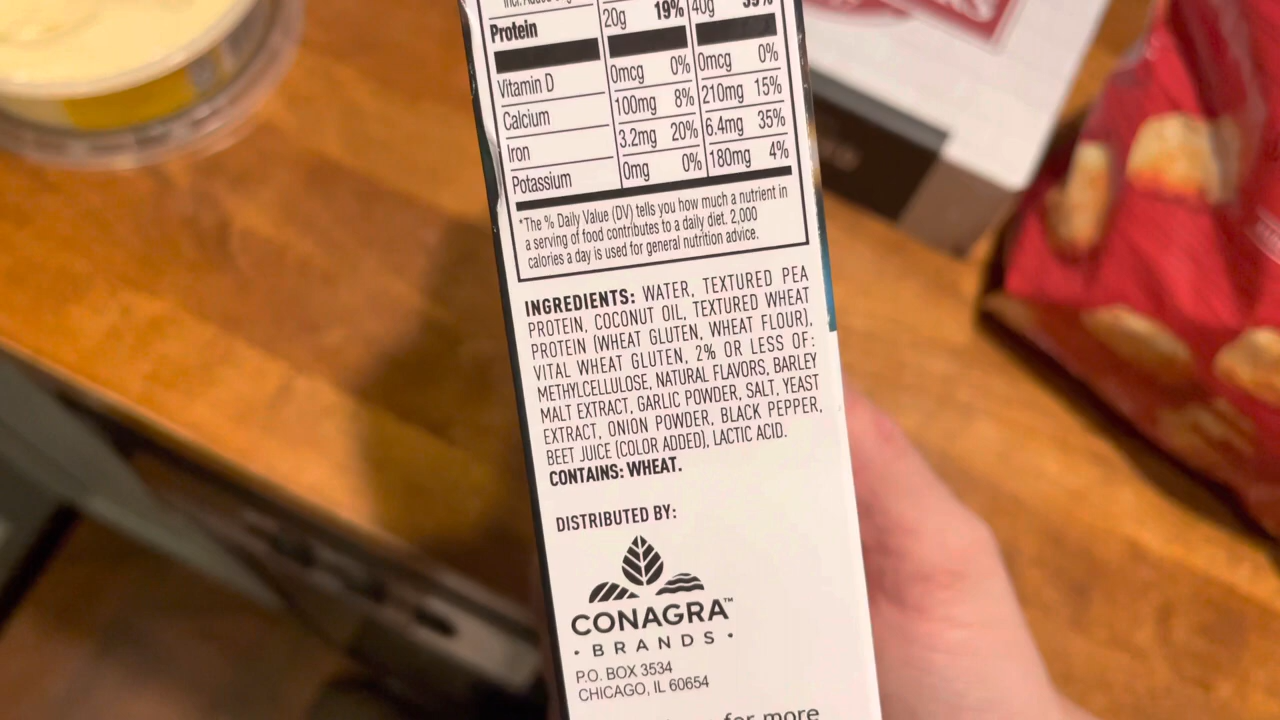 Protein 20g 19% 40g 39%
Vitamin D 0mcg 0% 0mcg 0%
Calcium 100mg 8% 210mg 15%
Iron 3.2mg 20% 6.4mg 35%
Potassium 0mg 0% 180mg 4%
*The % Daily Value (DV) tells you how much a nutrient in
a serving of food contributes to a daily diet. 2,000
calories a day is used for general nutrition advice.
INGREDIENTS: WATER, TEXTURED PEA
PROTEIN, COCONUT OIL, TEXTURED WHEAT
PROTEIN (WHEAT GLUTEN, WHEAT FLOUR),
VITAL WHEAT GLUTEN, 2% OR LESS OF:
METHYLCELLULOSE, NATURAL FLAVORS, BARLEY
MALT EXTRACT, GARLIC POWDER, SALT, YEAST
EXTRACT, ONION POWDER, BLACK PEPPER,
BEET JUICE (COLOR ADDED), LACTIC ACID.
CONTAINS: WHEAT.
DISTRIBUTED BY:
CONAGRA™
• BRANDS •
P.O. BOX 3534
CHICAGO, IL 60654
for more